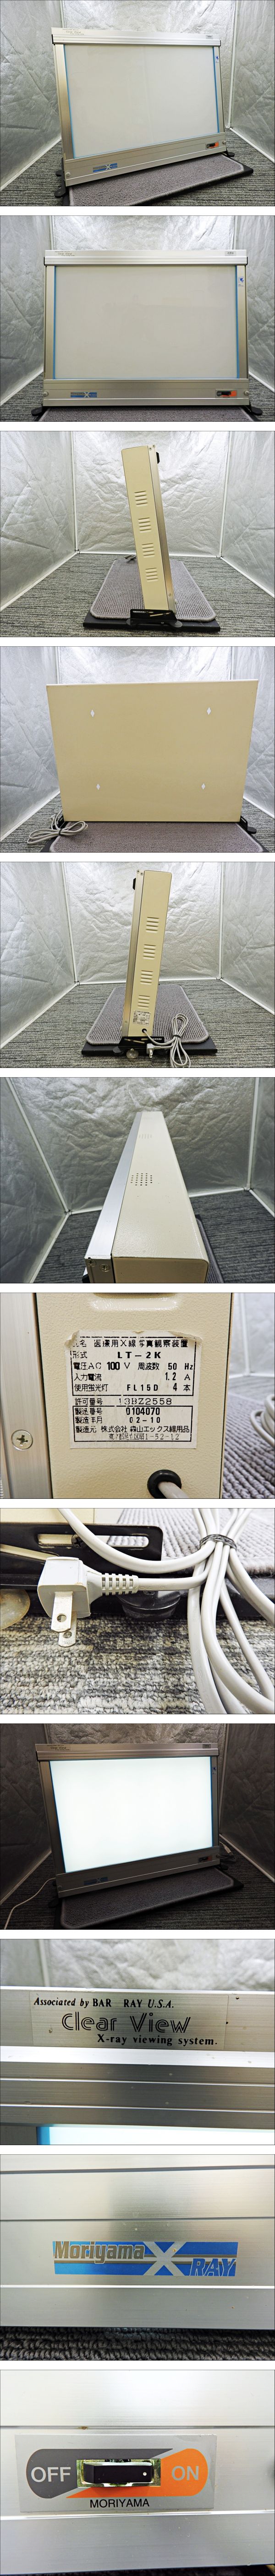 品名 医療用X線写真観察装置
形式 LT-2K
電圧AC 100 V 周波数 50 Hz
入力電流 1.2 A
使用蛍光灯 FL15D 4 本
許可番号 13BZ2558
製造番号 0104070
製造年月 02-10
製造元 株式会社 森山エックス線用品
Associated by BAR RAY U.S.A.
Clear View
X-ray viewing system.
Moriyama X RAY
OFF ON
MORIYAMA